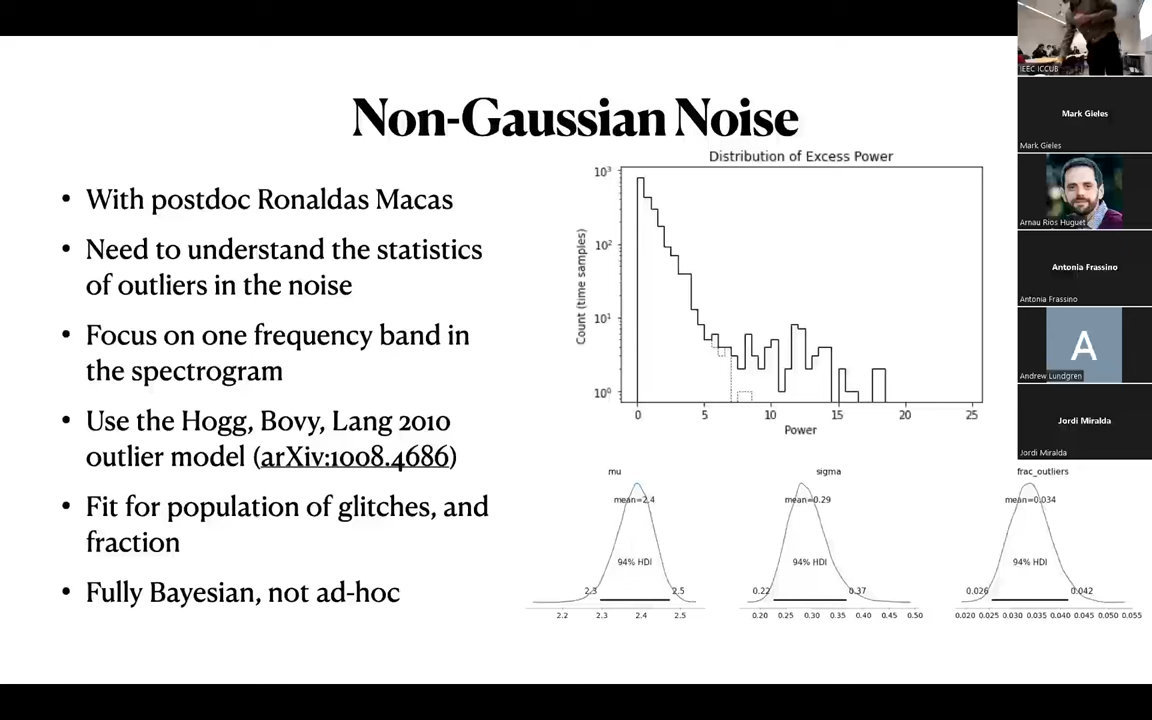 Non-Gaussian Noise
• With postdoc Ronaldas Macas
• Need to understand the statistics
of outliers in the noise
• Focus on one frequency band in
the spectrogram
• Use the Hogg, Bovy, Lang 2010
outlier model (arXiv:1008.4686)
• Fit for population of glitches, and
fraction
• Fully Bayesian, not ad-hoc
Distribution of Excess Power
Count (time samples)
10³
10²
10¹
10⁰
0 5 10 15 20 25
Power
mu
mean=2.4
94% HDI
2.3 2.5
2.2 2.3 2.4 2.5
sigma
mean=0.29
94% HDI
0.22 0.37
0.20 0.25 0.30 0.35 0.40 0.45 0.50
frac_outliers
mean=0.034
94% HDI
0.026 0.042
0.020 0.025 0.030 0.035 0.040 0.045 0.050 0.055
IEEC ICCUB
Mark Gieles
Mark Gieles
Arnau Rios Huguet
Antonia Frassino
Antonia Frassino
A
Andrew Lundgren
Jordi Miralda
Jordi Miralda